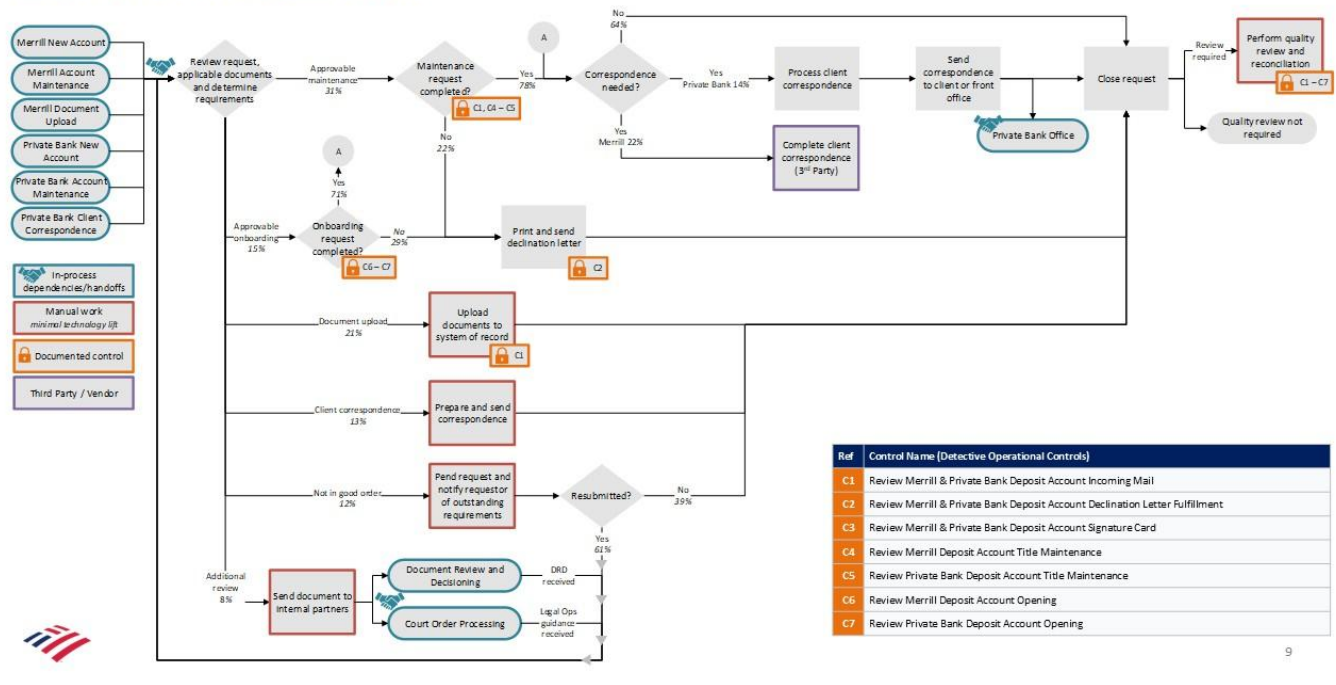 Merrill New Account
Merrill Account
Maintenance
Merrill Document
Upload
Private Bank New
Account
Private Bank Account
Maintenance
Private Bank Client
Correspondence
In-process
dependencies/handoffs
Manual work
minimal technology lift
Documented control
Third Party / Vendor
Review request,
applicable documents
and determine
requirements
Approvable
maintenance
31%
Maintenance
request
completed?
C1, C4 – C5
Yes
78%
A
No
64%
Correspondence
needed?
Yes
Private Bank 14%
Process client
correspondence
Send
correspondence
to client or front
office
Private Bank Office
Close request
Review
required
Perform quality
review and
reconciliation
C1 – C7
Quality review not
required
Yes
Merrill 22%
Complete client
correspondence
(3rd Party)
No
22%
A
Yes
71%
Approvable
onboarding
15%
Onboarding
request
completed?
C6 – C7
No
29%
Print and send
declination letter
C2
Document upload
21%
Upload
documents to
system of record
C1
Client correspondence
13%
Prepare and send
correspondence
Not in good order
12%
Pend request and
notify requestor
of outstanding
requirements
Resubmitted?
No
39%
Yes
61%
Additional
review
8%
Send document to
internal partners
Document Review and
Decisioning
DRD
received
Court Order Processing
Legal Ops
guidance
received
Ref Control Name (Detective Operational Controls)
C1 Review Merrill & Private Bank Deposit Account Incoming Mail
C2 Review Merrill & Private Bank Deposit Account Declination Letter Fulfillment
C3 Review Merrill & Private Bank Deposit Account Signature Card
C4 Review Merrill Deposit Account Title Maintenance
C5 Review Private Bank Deposit Account Title Maintenance
C6 Review Merrill Deposit Account Opening
C7 Review Private Bank Deposit Account Opening
9